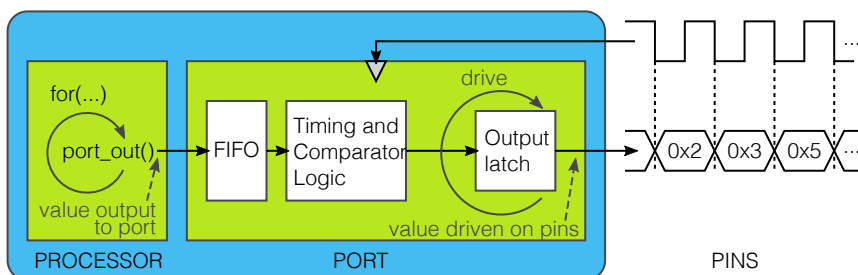 for(...)
port_out()
value output
to port
PROCESSOR
FIFO
Timing and
Comparator
Logic
drive
Output
latch
value driven on pins
PORT
...
0x2
0x3
0x5
...
PINS